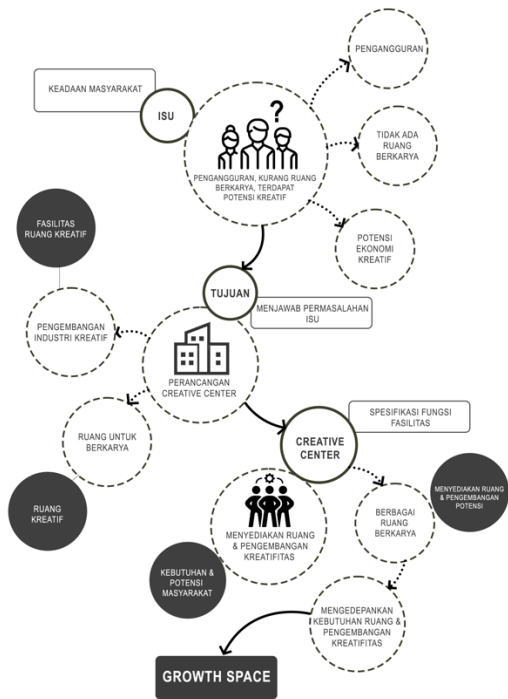 PENGANGGURAN
KEADAAN MASYARAKAT
ISU
?
PENGANGGURAN, KURANG RUANG
BERKARYA, TERDAPAT
POTENSI KREATIF
TIDAK ADA
RUANG
BERKARYA
FASILITAS
RUANG KREATIF
POTENSI
EKONOMI
KREATIF
TUJUAN
MENJAWAB PERMASALAHAN
ISU
PENGEMBANGAN
INDUSTRI KREATIF
PERANCANGAN
CREATIVE CENTER
SPESIFIKASI FUNGSI
FASILITAS
RUANG UNTUK
BERKARYA
CREATIVE
CENTER
RUANG
KREATIF
MENYEDIAKAN RUANG
& PENGEMBANGAN
POTENSI
BERBAGAI
RUANG
BERKARYA
MENYEDIAKAN RUANG
& PENGEMBANGAN
KREATIFITAS
KEBUTUHAN &
POTENSI
MASYARAKAT
MENGEDEPANKAN
KEBUTUHAN RUANG &
PENGEMBANGAN
KREATIFITAS
GROWTH SPACE